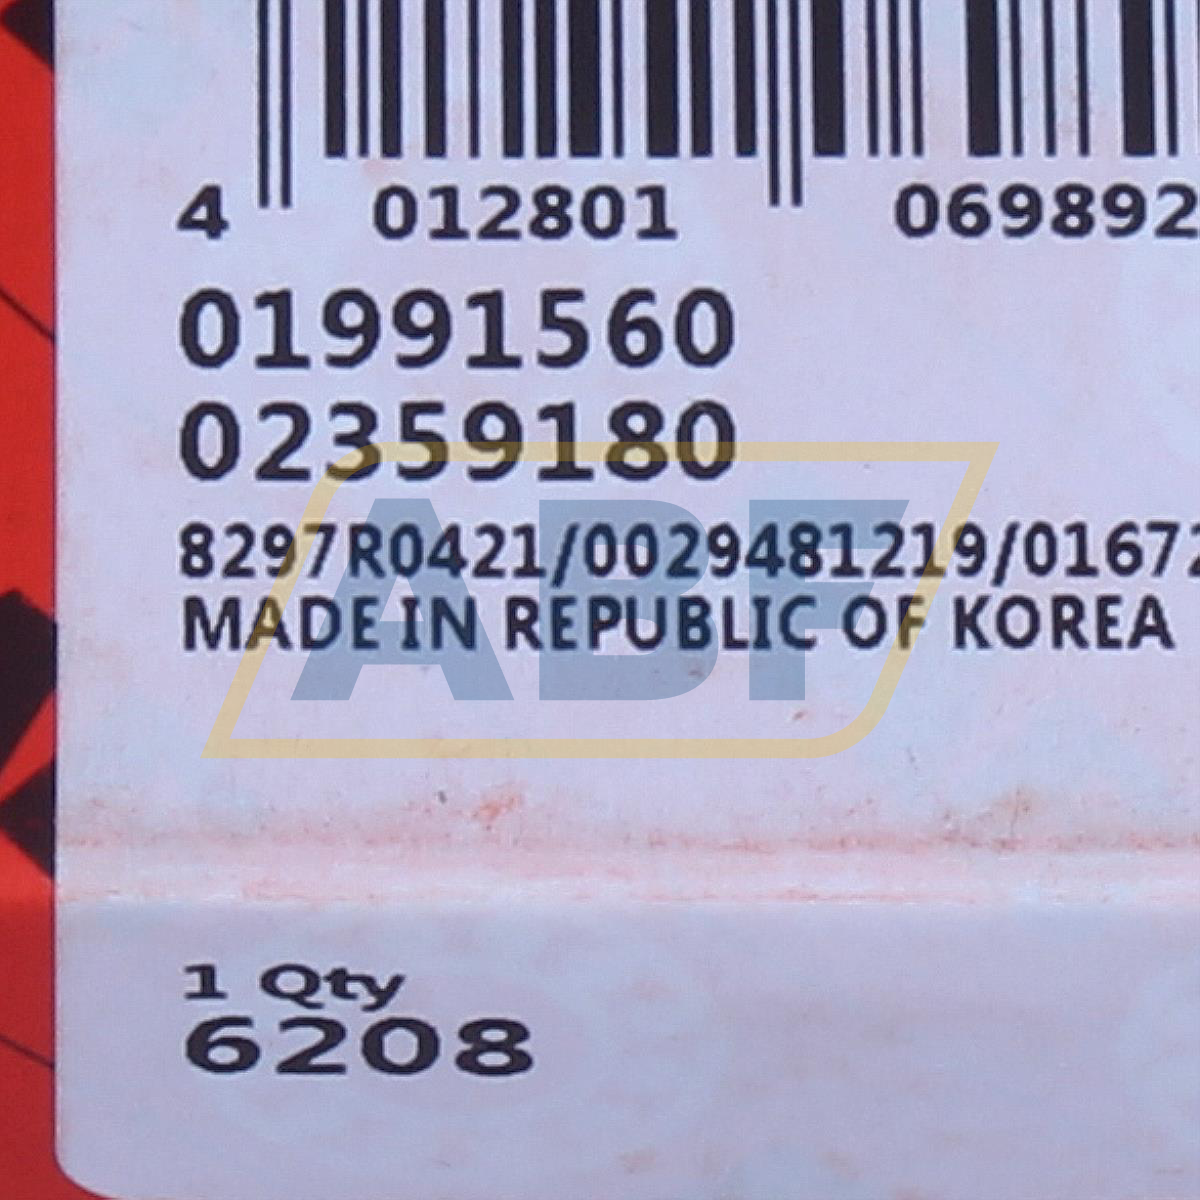 4 012801 069892
01991560
02359180
8297R0421/0029481219/01672
MADE IN REPUBLIC OF KOREA
ABF
1 Qty
6208